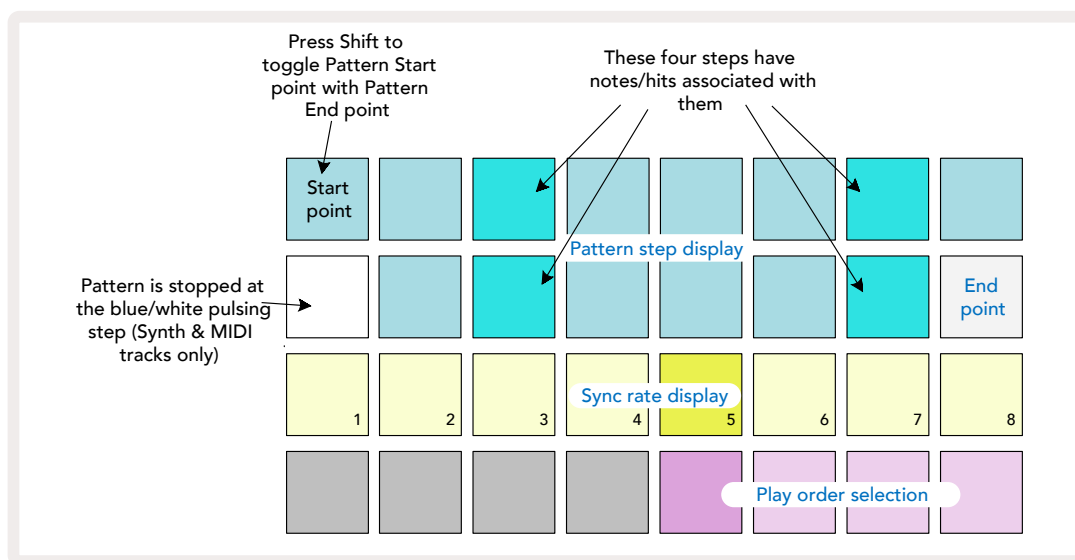 Press Shift to
toggle Pattern Start
point with Pattern
End point
These four steps have
notes/hits associated with
them
Start
point
Pattern step display
Pattern is stopped at
the blue/white pulsing
step (Synth & MIDI
tracks only)
End
point
Sync rate display
1 2 3 4 5 6 7 8
Play order selection